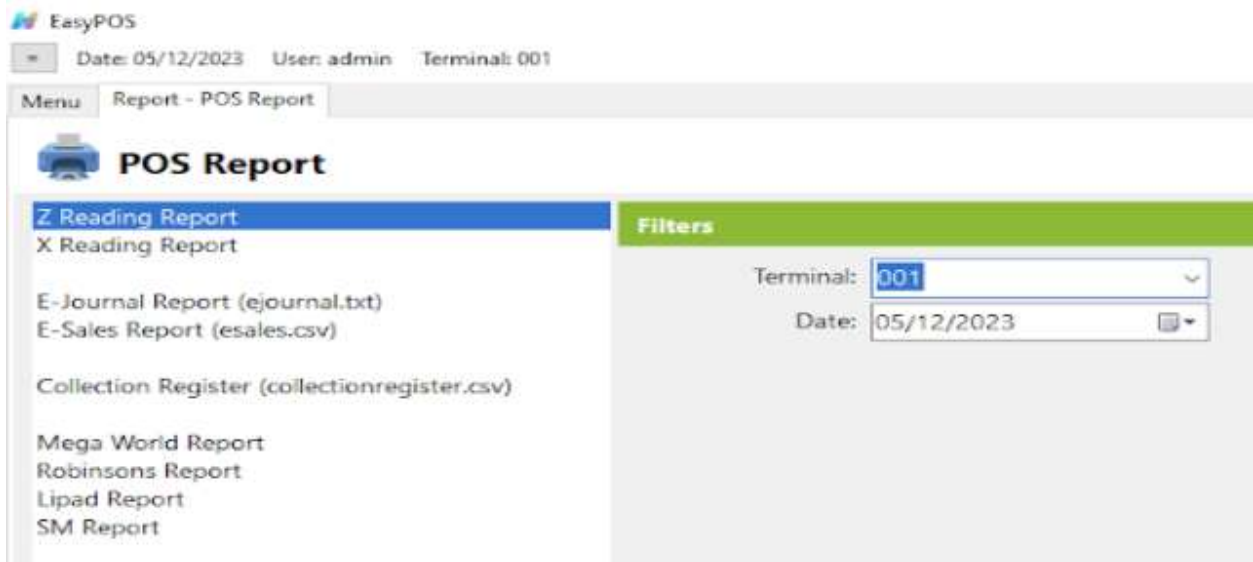 EasyPOS
Date: 05/12/2023 User: admin Terminal: 001
Menu Report - POS Report
POS Report
Z Reading Report
X Reading Report
E-Journal Report (ejournal.txt)
E-Sales Report (esales.csv)
Collection Register (collectionregister.csv)
Mega World Report
Robinsons Report
Lipad Report
SM Report
Filters
Terminal: 001
Date: 05/12/2023